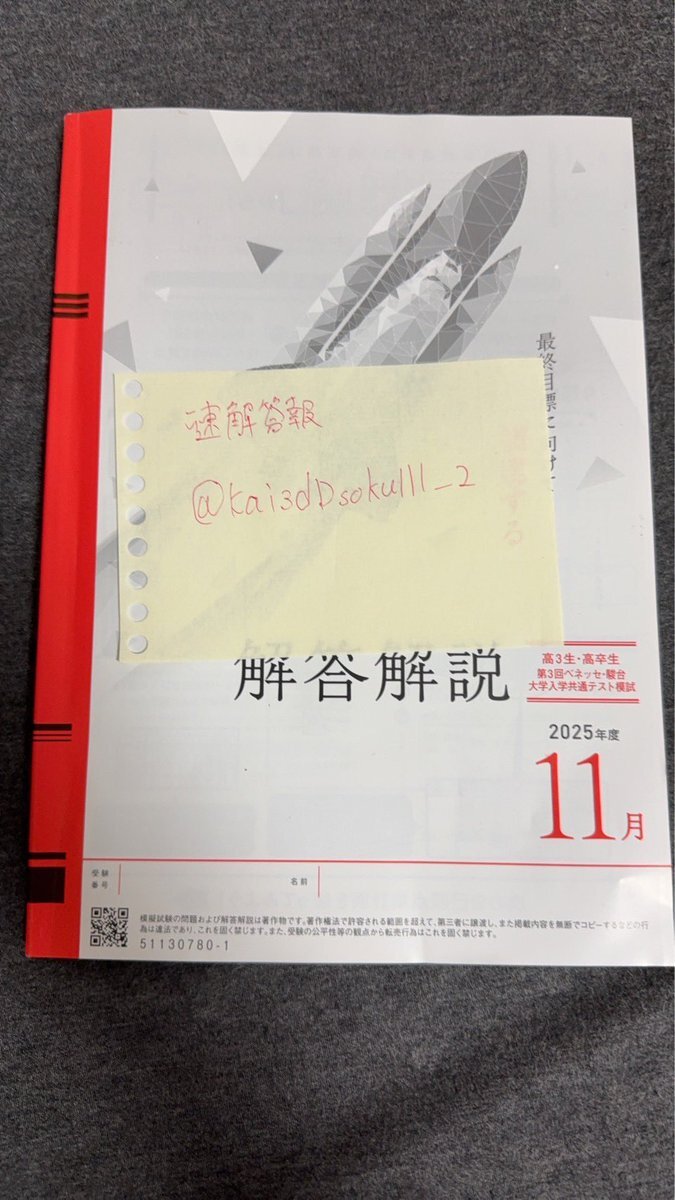 最終目標に向けて
速解答報
@kai3dDsokulll_2
解答解説
高3生・高卒生
第3回ベネッセ・駿台
大学入学共通テスト模試
2025年度
11月
受験
番号
名前
模擬試験の問題および解答解説は著作物です。著作権法で許容される範囲を超えて、第三者に譲渡し、また掲載内容を無断でコピーするなどの行
為は違法であり、これを固く禁じます。また、受験の公平性等の観点から転売行為はこれを固く禁じます。
51130780-1